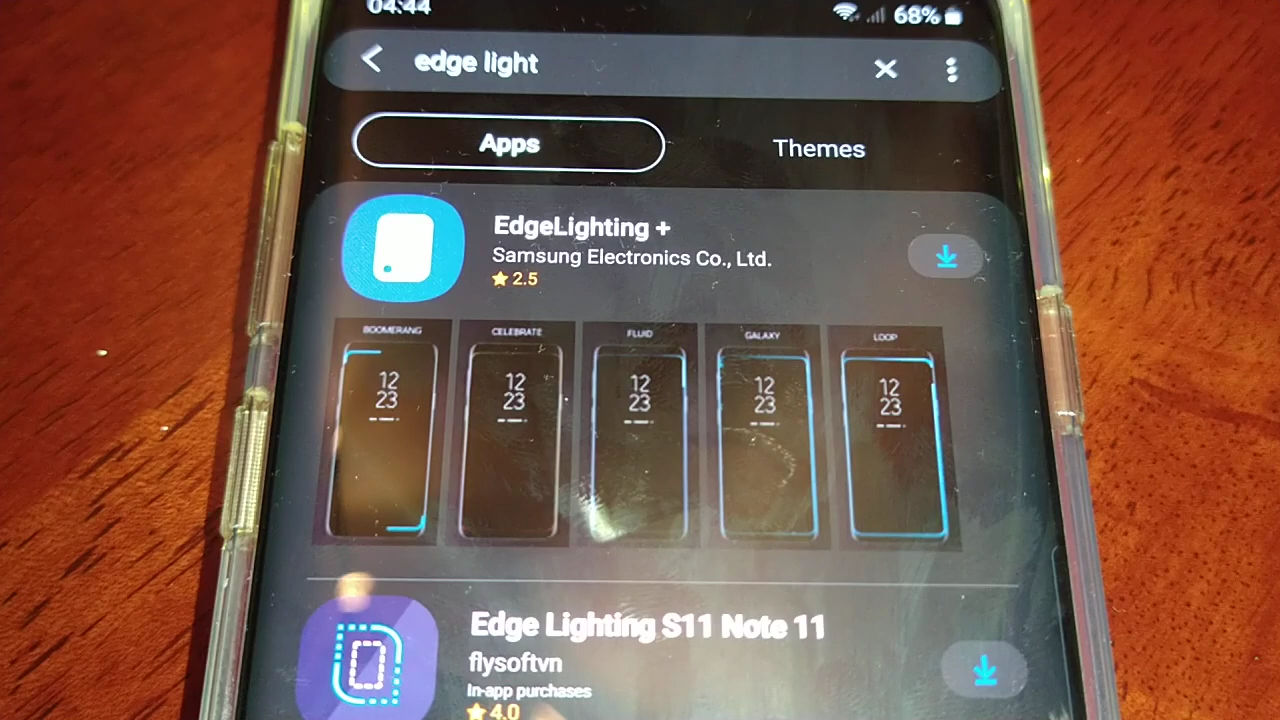 04:44 68%
edge light
Apps Themes
EdgeLighting +
Samsung Electronics Co., Ltd.
★ 2.5
BOOMERANG CELEBRATE FLUID GALAXY LOOP
12 12 12 12 12
23 23 23 23 23
Edge Lighting S11 Note 11
flysoftvn
In-app purchases
★ 4.0